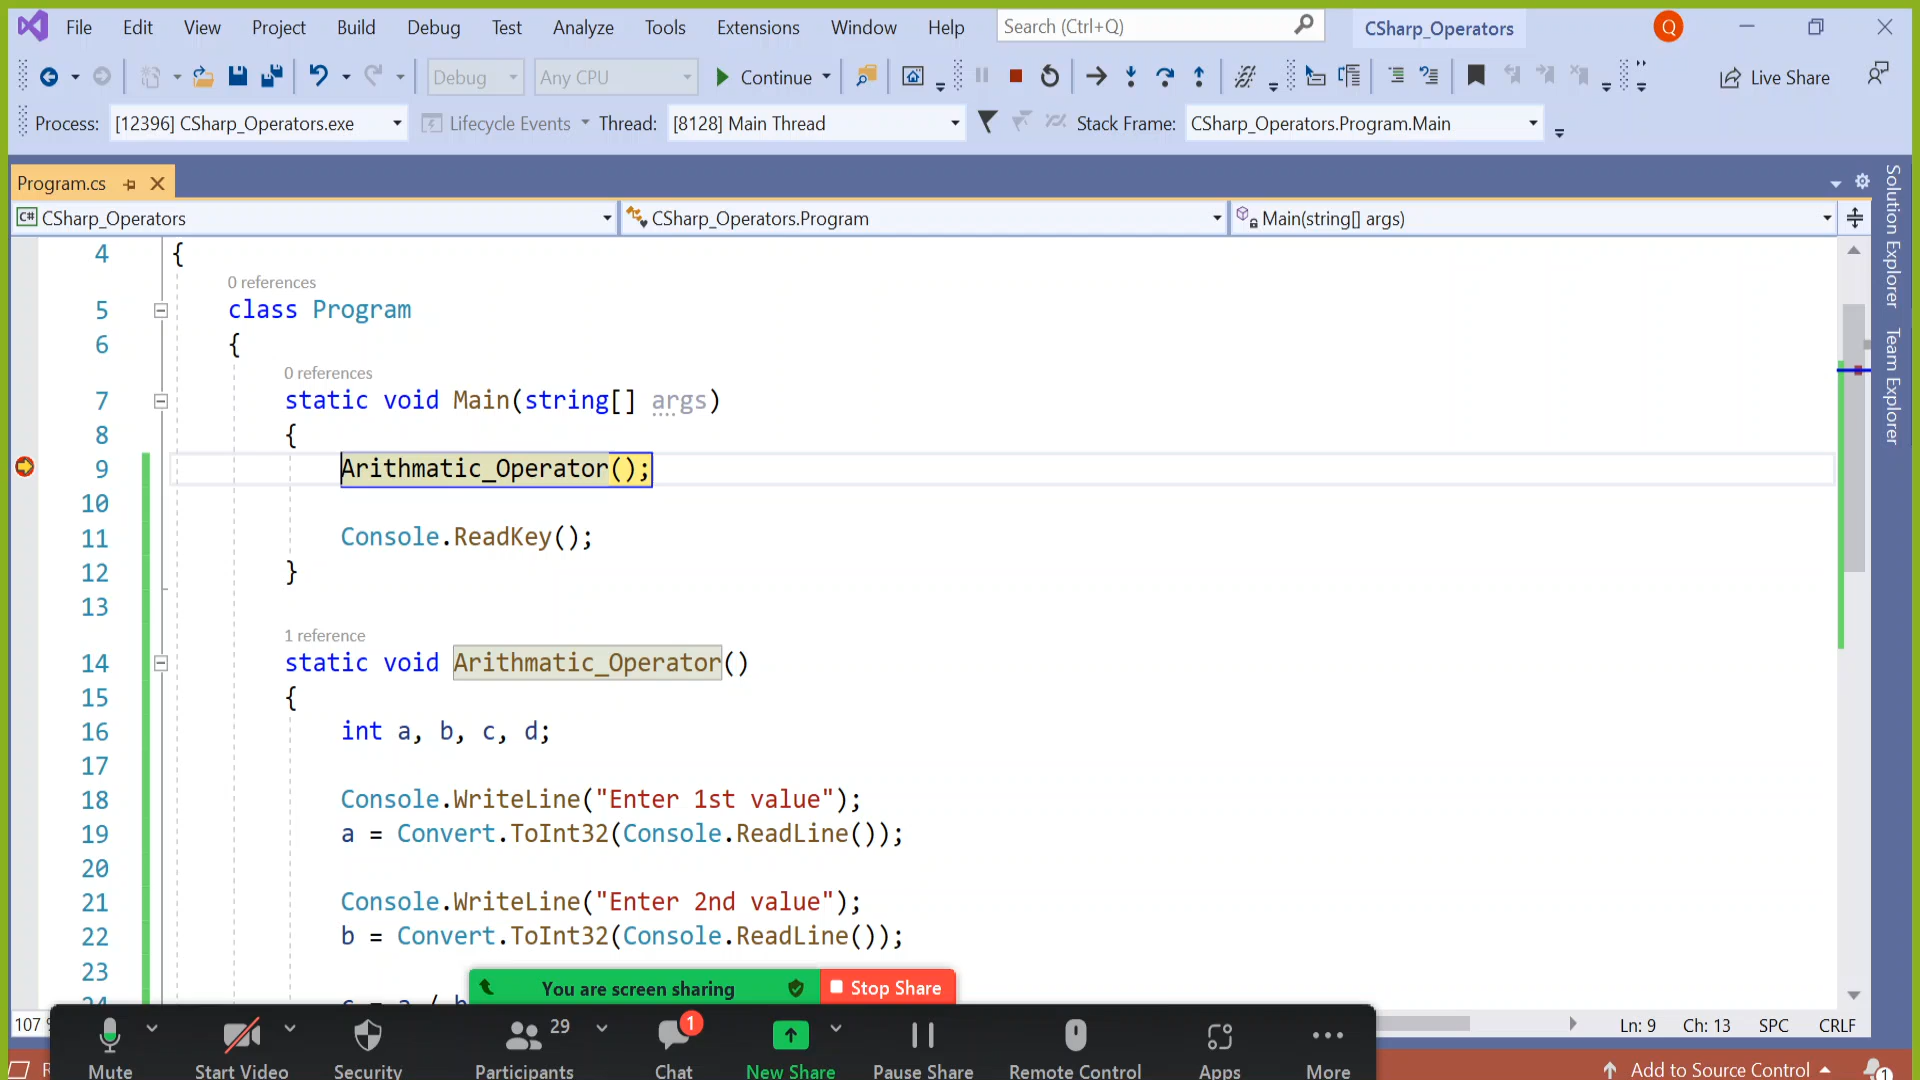 File Edit View Project Build Debug Test Analyze Tools Extensions Window Help Search (Ctrl+Q) CSharp_Operators Q
Debug Any CPU Continue Live Share
Process: [12396] CSharp_Operators.exe Lifecycle Events Thread: [8128] Main Thread Stack Frame: CSharp_Operators.Program.Main
Program.cs
C# CSharp_Operators CSharp_Operators.Program Main(string[] args)
Solution Explorer
Team Explorer
4 {
0 references
5 class Program
6 {
0 references
7 static void Main(string[] args)
8 {
9 Arithmatic_Operator();
10
11 Console.ReadKey();
12 }
13
1 reference
14 static void Arithmatic_Operator()
15 {
16 int a, b, c, d;
17
18 Console.WriteLine("Enter 1st value");
19 a = Convert.ToInt32(Console.ReadLine());
20
21 Console.WriteLine("Enter 2nd value");
22 b = Convert.ToInt32(Console.ReadLine());
23
24 c = a / b
You are screen sharing Stop Share
107 % Ln: 9 Ch: 13 SPC CRLF
29 1
Mute Start Video Security Participants Chat New Share Pause Share Remote Control Apps More
R Add to Source Control 1